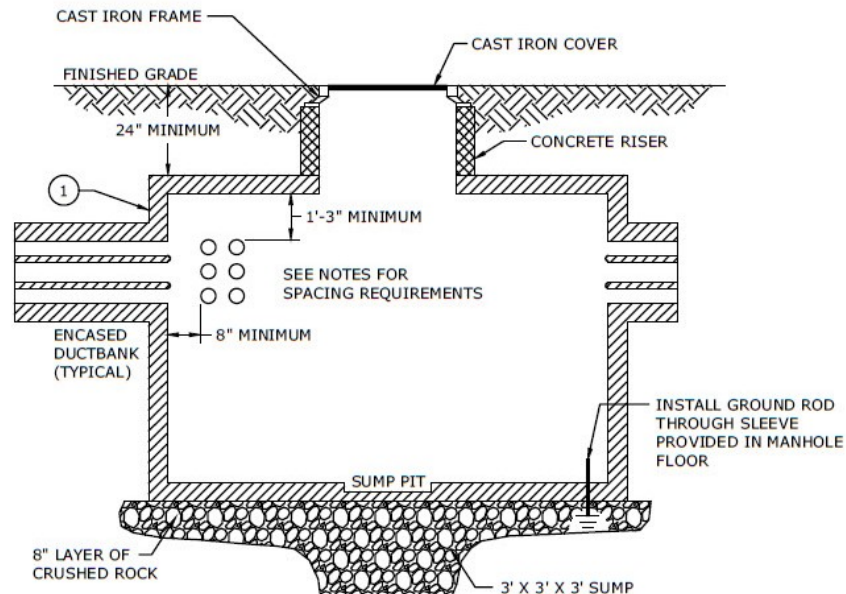 CAST IRON FRAME
CAST IRON COVER
FINISHED GRADE
24" MINIMUM
CONCRETE RISER
1
1'-3" MINIMUM
SEE NOTES FOR
SPACING REQUIREMENTS
8" MINIMUM
ENCASED
DUCTBANK
(TYPICAL)
INSTALL GROUND ROD
THROUGH SLEEVE
PROVIDED IN MANHOLE
FLOOR
SUMP PIT
8" LAYER OF
CRUSHED ROCK
3' X 3' X 3' SUMP